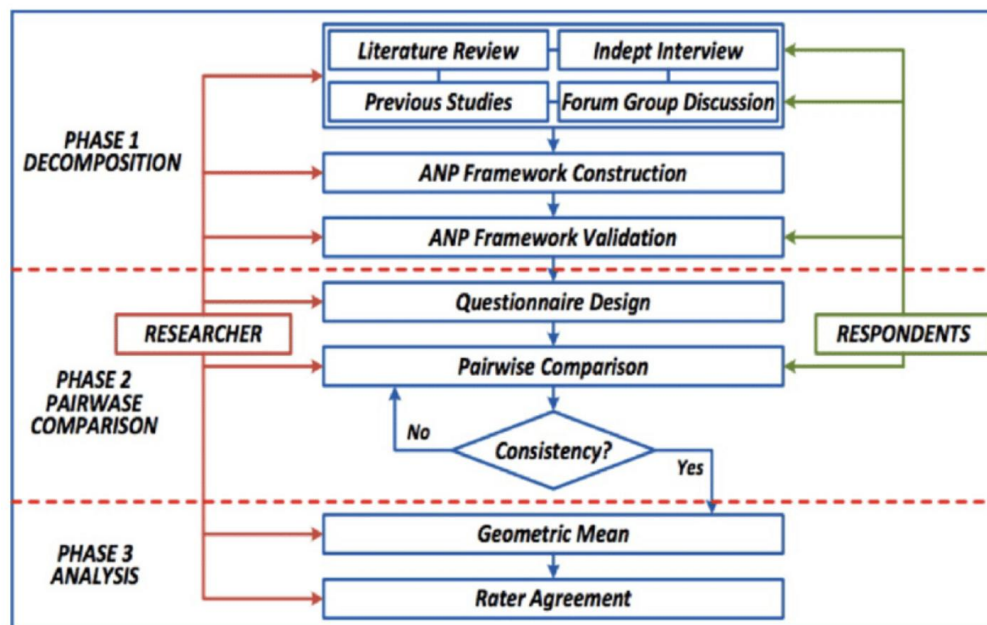 Literature Review
Indept Interview
Previous Studies
Forum Group Discussion
PHASE 1
DECOMPOSITION
ANP Framework Construction
ANP Framework Validation
Questionnaire Design
RESEARCHER
RESPONDENTS
Pairwise Comparison
PHASE 2
PAIRWASE
COMPARISON
No
Consistency?
Yes
Geometric Mean
PHASE 3
ANALYSIS
Rater Agreement